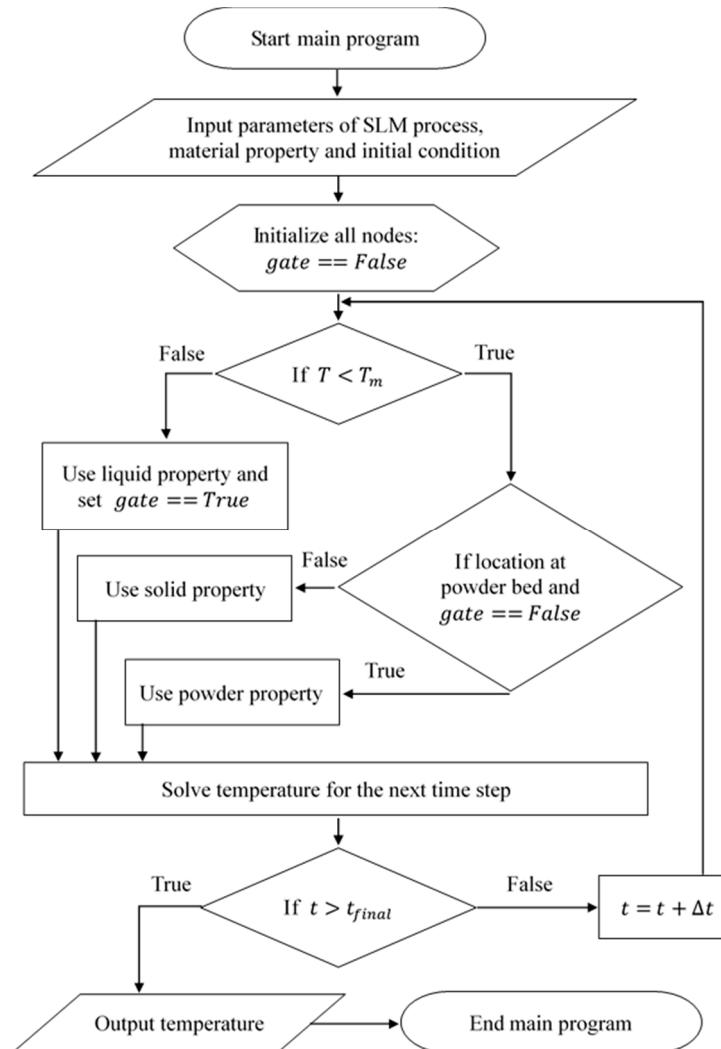 Start main program
Input parameters of SLM process,
material property and initial condition
Initialize all nodes:
gate == False
False
If T < Tₘ
True
Use liquid property and
set gate == True
If location at
powder bed and
gate == False
False
Use solid property
True
Use powder property
Solve temperature for the next time step
True
If t > t_final
False
t = t + Δt
Output temperature
End main program